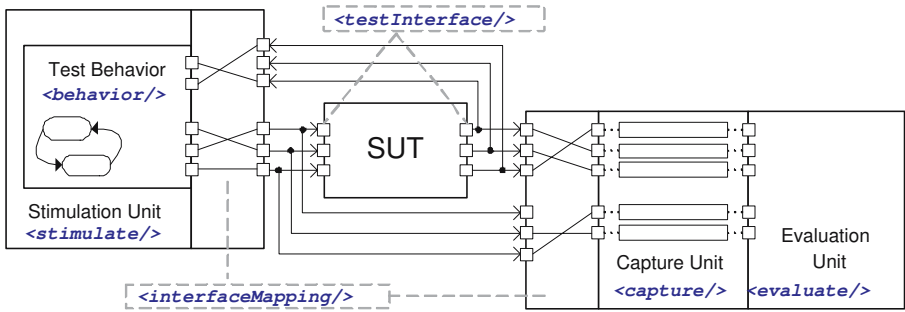 <testInterface/>
Test Behavior
<behavior/>
SUT
Stimulation Unit
<stimulate/>
Evaluation
Unit
Capture Unit
<interfaceMapping/>
<capture/>
<evaluate/>